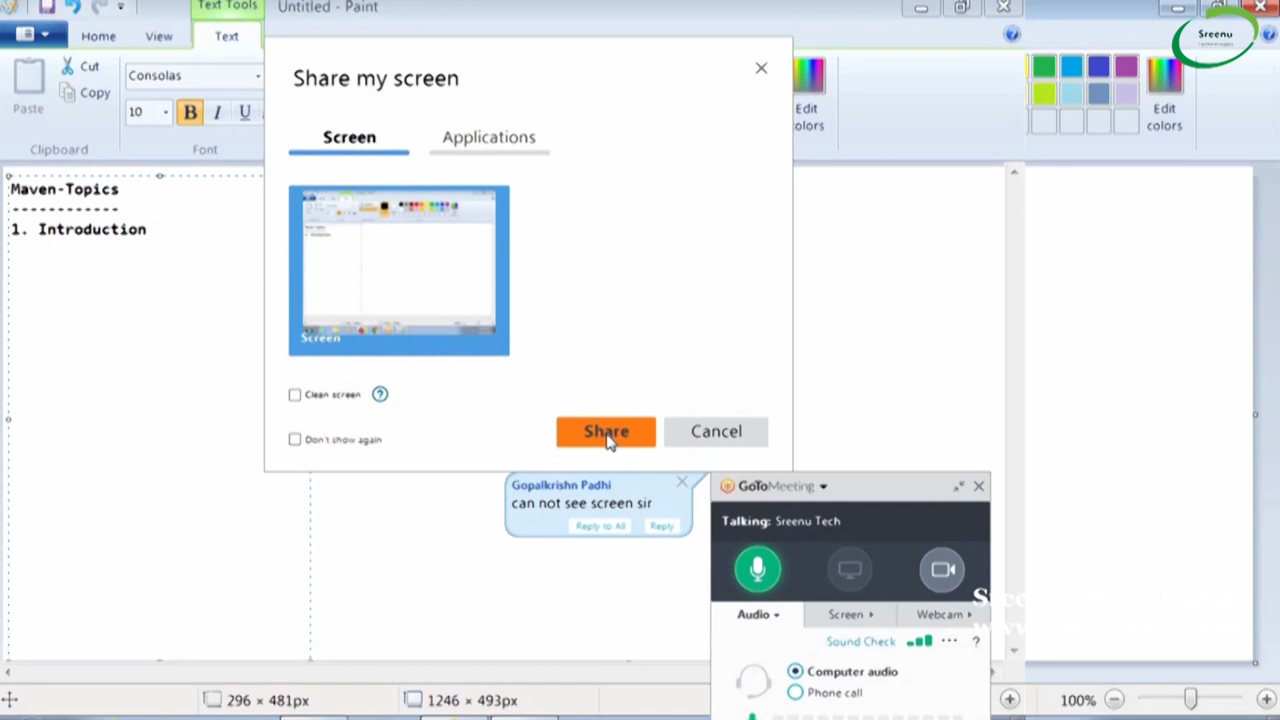 Text Tools
Untitled - Paint
Sreenu
Home
View
Text
Cut
Copy
Paste
Consolas
10
B
I
U
Clipboard
Font
Edit
olors
Edit
colors
Share my screen
Screen
Applications
Screen
Clean screen
?
Don't show again
Share
Cancel
Maven-Topics
------------
1. Introduction
Gopalkrishn Padhi
can not see screen sir
Reply to All
Reply
GoToMeeting
Talking: Sreenu Tech
Audio
Screen
Webcam
Sound Check
...
?
Computer audio
Phone call
296 × 481px
1246 × 493px
100%